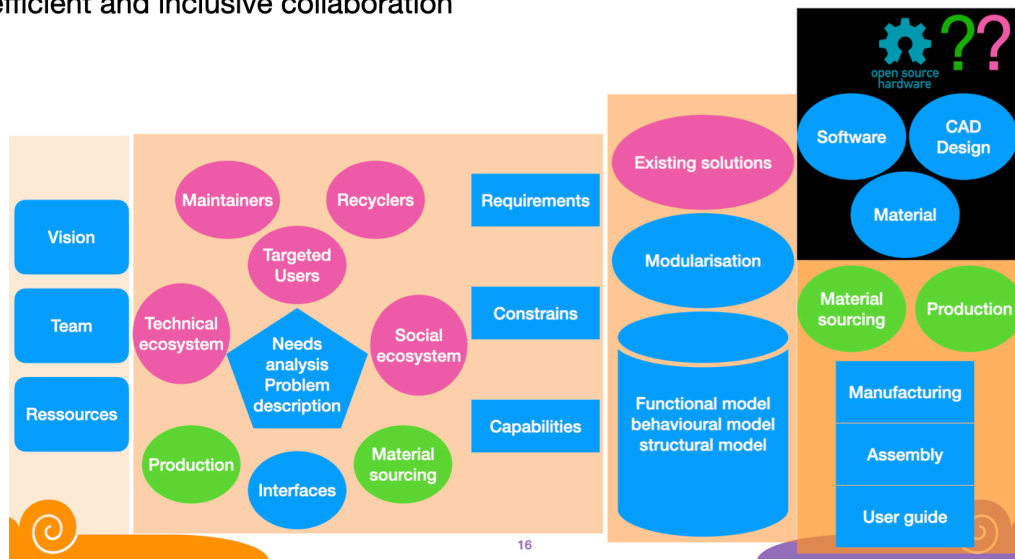 efficient and inclusive collaboration
open source
hardware
??
Software
CAD
Design
Material
Existing solutions
Maintainers
Recyclers
Requirements
Vision
Targeted
Users
Modularisation
Technical
ecosystem
Social
ecosystem
Constrains
Material
sourcing
Production
Team
Needs
analysis
Problem
description
Ressources
Functional model
behavioural model
structural model
Manufacturing
Capabilities
Production
Material
sourcing
Interfaces
Assembly
User guide
16